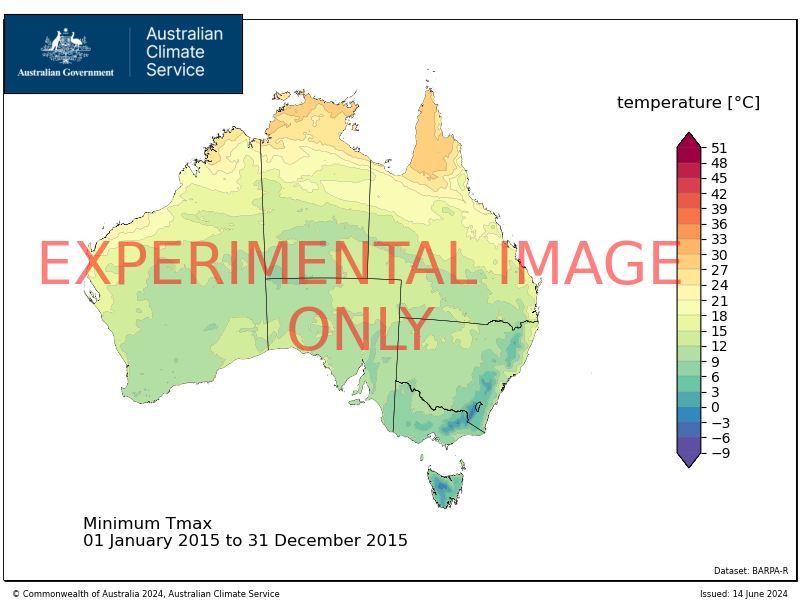 Australian Government
Australian
Climate
Service
temperature [°C]
51
48
45
42
39
36
33
30
27
24
21
18
15
12
9
6
3
0
−3
−6
−9
EXPERIMENTAL IMAGE
ONLY
Minimum Tmax
01 January 2015 to 31 December 2015
Dataset: BARPA-R
© Commonwealth of Australia 2024, Australian Climate Service
Issued: 14 June 2024